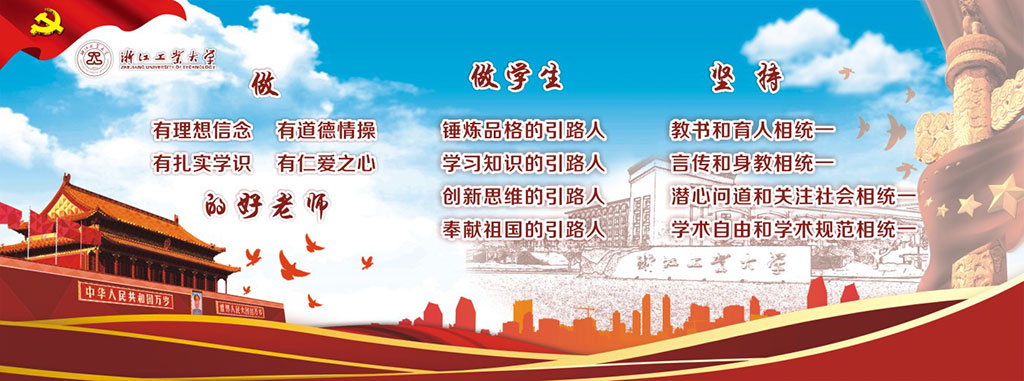 浙江工业大学
ZHEJIANG UNIVERSITY OF TECHNOLOGY
做
有理想信念 有道德情操
有扎实学识 有仁爱之心
的好老师
做学生
锤炼品格的引路人
学习知识的引路人
创新思维的引路人
奉献祖国的引路人
坚持
教书和育人相统一
言传和身教相统一
潜心问道和关注社会相统一
学术自由和学术规范相统一
浙江工业大学
中华人民共和国万岁
世界人民大团结万岁